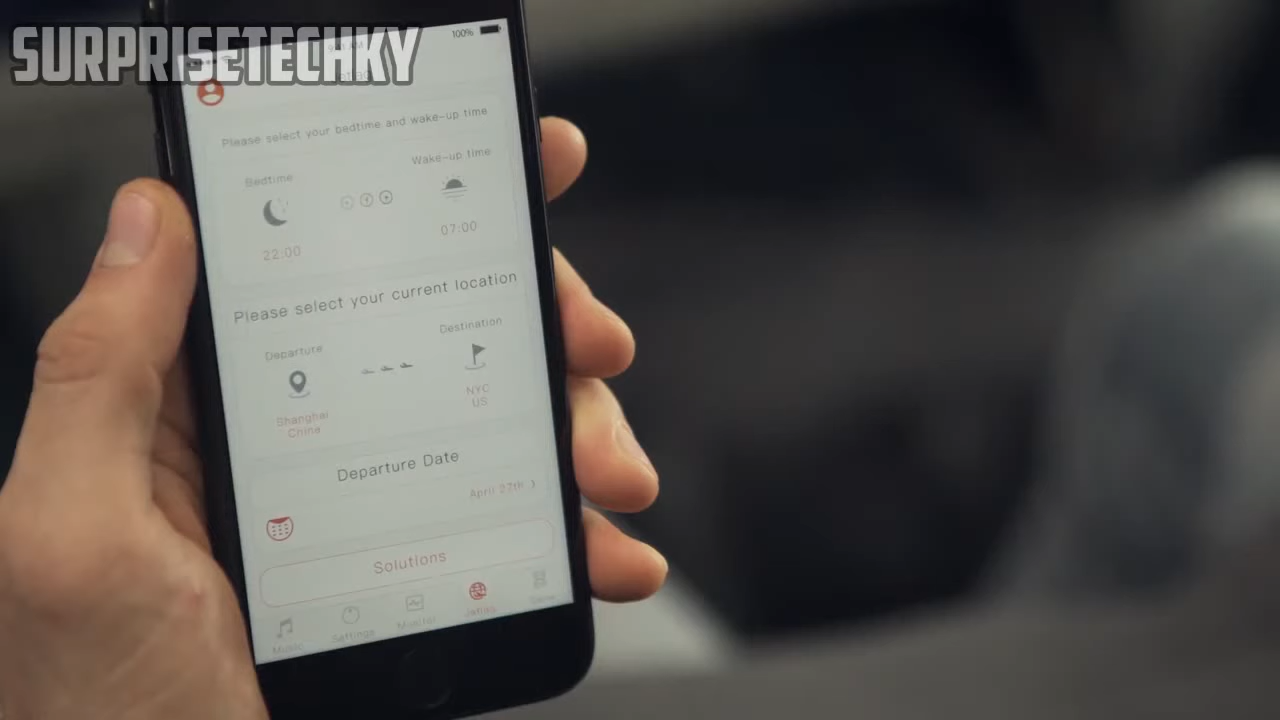 SURPRISETECHKY
100%
Please select your bedtime and wake-up time
Bedtime
Wake-up time
22:00
07:00
Please select your current location
Departure
Destination
Shanghai
China
NYC
US
Departure Date
April 27th
Solutions
Music
Settings
Monitor
Jetlag